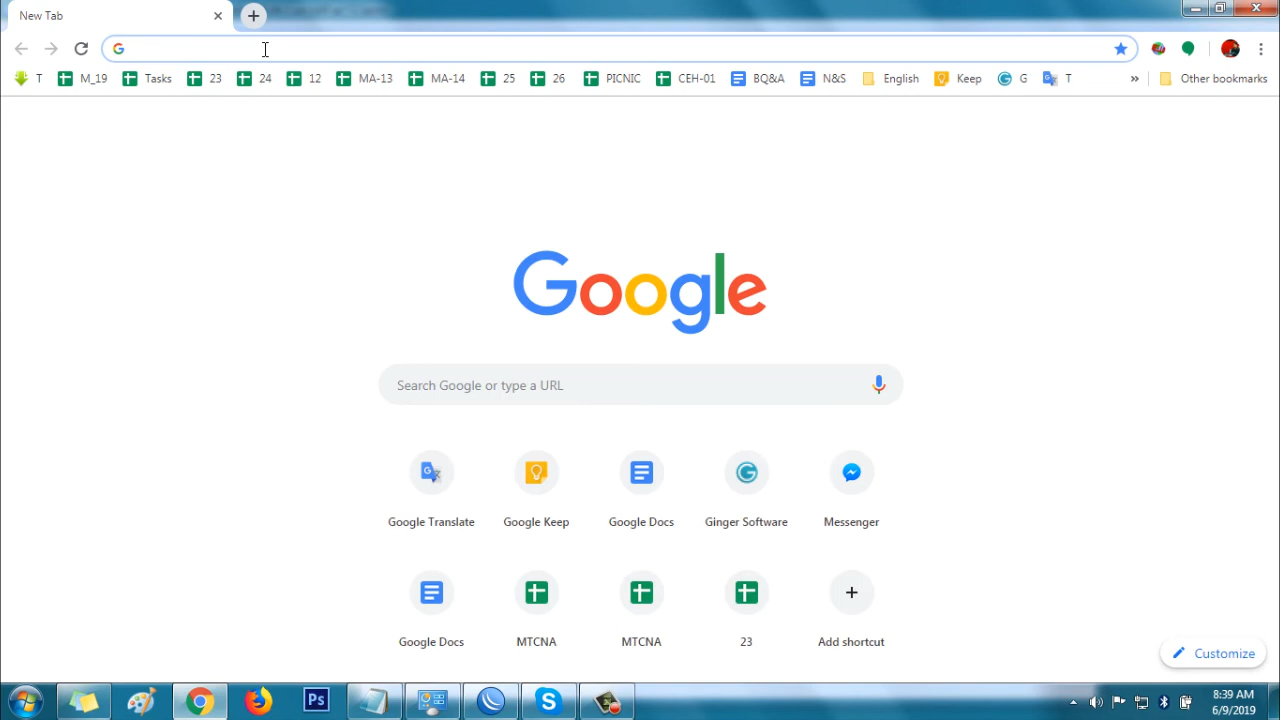 New Tab
T M_19 Tasks 23 24 12 MA-13 MA-14 25 26 PICNIC CEH-01 BQ&A N&S English Keep G T » Other bookmarks
Google
Search Google or type a URL
Google Translate Google Keep Google Docs Ginger Software Messenger
Google Docs MTCNA MTCNA 23 Add shortcut
Customize
Ps
8:39 AM
6/9/2019